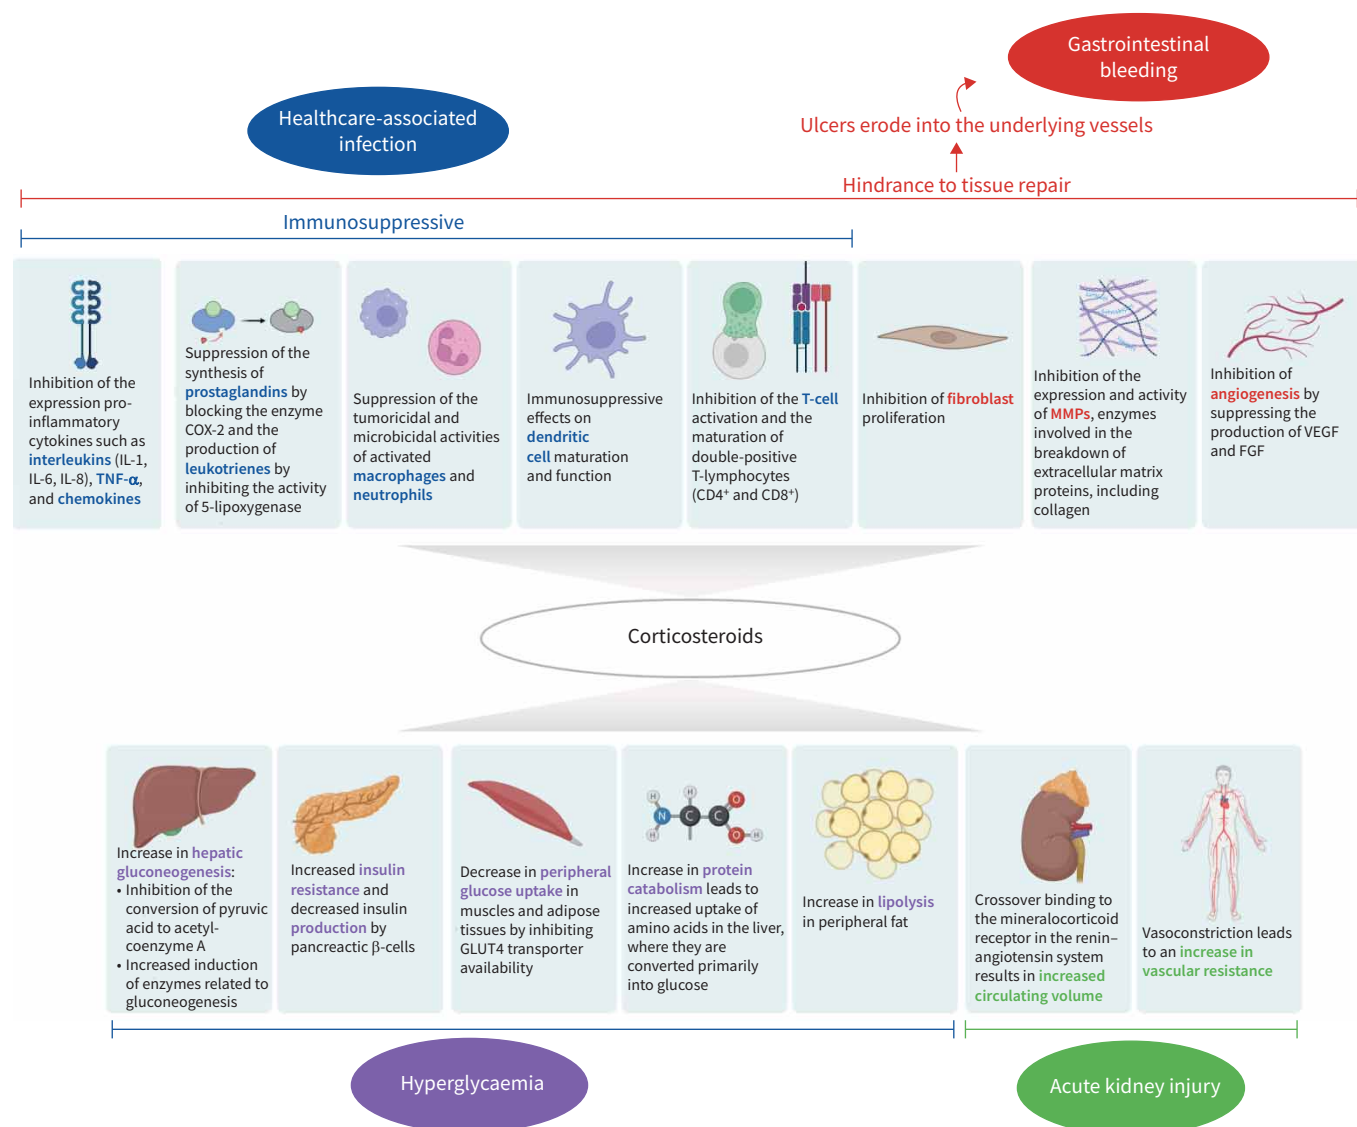 Gastrointestinal
bleeding
Healthcare-associated
infection
Ulcers erode into the underlying vessels
Hindrance to tissue repair
Immunosuppressive
Inhibition of the
expression pro-
inflammatory
cytokines such as
interleukins (IL-1,
IL-6, IL-8), TNF-α,
and chemokines
Suppression of the
synthesis of
prostaglandins by
blocking the enzyme
COX-2 and the
production of
leukotrienes by
inhibiting the activity
of 5-lipoxygenase
Suppression of the
tumoricidal and
microbicidal activities
of activated
macrophages and
neutrophils
Immunosuppressive
effects on
dendritic
cell maturation
and function
Inhibition of the T-cell
activation and the
maturation of
double-positive
T-lymphocytes
(CD4⁺ and CD8⁺)
Inhibition of fibroblast
proliferation
Inhibition of the
expression and activity
of MMPs, enzymes
involved in the
breakdown of
extracellular matrix
proteins, including
collagen
Inhibition of
angiogenesis by
suppressing the
production of VEGF
and FGF
Corticosteroids
Increase in hepatic
gluconeogenesis:
• Inhibition of the
conversion of pyruvic
acid to acetyl-
coenzyme A
• Increased induction
of enzymes related to
gluconeogenesis
Increased insulin
resistance and
decreased insulin
production by
pancreactic β-cells
Decrease in peripheral
glucose uptake in
muscles and adipose
tissues by inhibiting
GLUT4 transporter
availability
H
H
O
N
C
C
H
O
H
Increase in protein
catabolism leads to
increased uptake of
amino acids in the liver,
where they are
converted primarily
into glucose
Increase in lipolysis
in peripheral fat
Crossover binding to
the mineralocorticoid
receptor in the renin–
angiotensin system
results in increased
circulating volume
Vasoconstriction leads
to an increase in
vascular resistance
Hyperglycaemia
Acute kidney injury